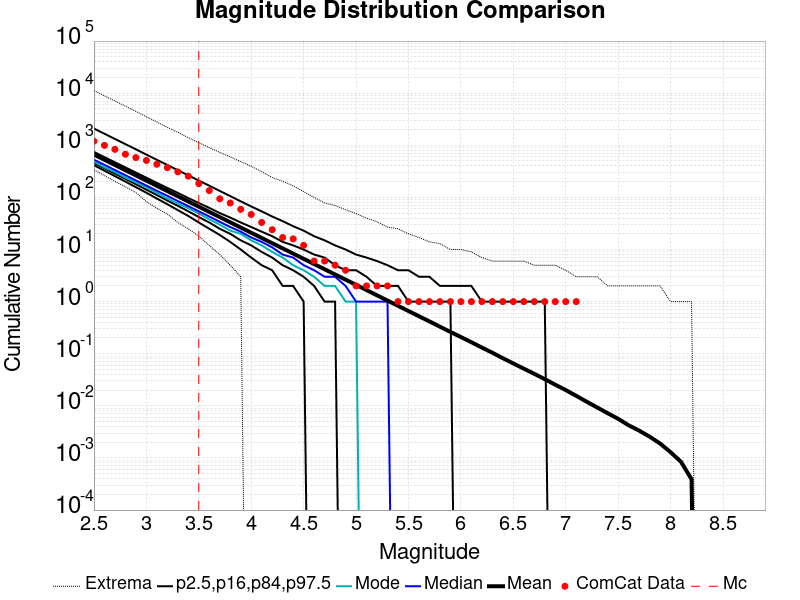 Magnitude Distribution Comparison
10^5
10^4
10^3
10^2
10^1
10^0
10^-1
10^-2
10^-3
10^-4
Cumulative Number
2.5 3 3.5 4 4.5 5 5.5 6 6.5 7 7.5 8 8.5
Magnitude
Extrema p2.5,p16,p84,p97.5 Mode Median Mean ComCat Data Mc